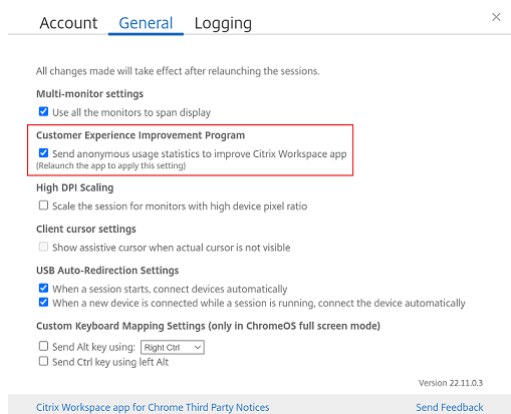 Account General Logging
All changes made will take effect after relaunching the sessions.
Multi-monitor settings
Use all the monitors to span display
Customer Experience Improvement Program
Send anonymous usage statistics to improve Citrix Workspace app
(Relaunch the app to apply this setting)
High DPI Scaling
Scale the session for monitors with high device pixel ratio
Client cursor settings
Show assistive cursor when actual cursor is not visible
USB Auto-Redirection Settings
When a session starts, connect devices automatically
When a new device is connected while a session is running, connect the device automatically
Custom Keyboard Mapping Settings (only in ChromeOS full screen mode)
Send Alt key using: Right Ctrl
Send Ctrl key using left Alt
Version 22.11.0.3
Citrix Workspace app for Chrome Third Party Notices Send Feedback